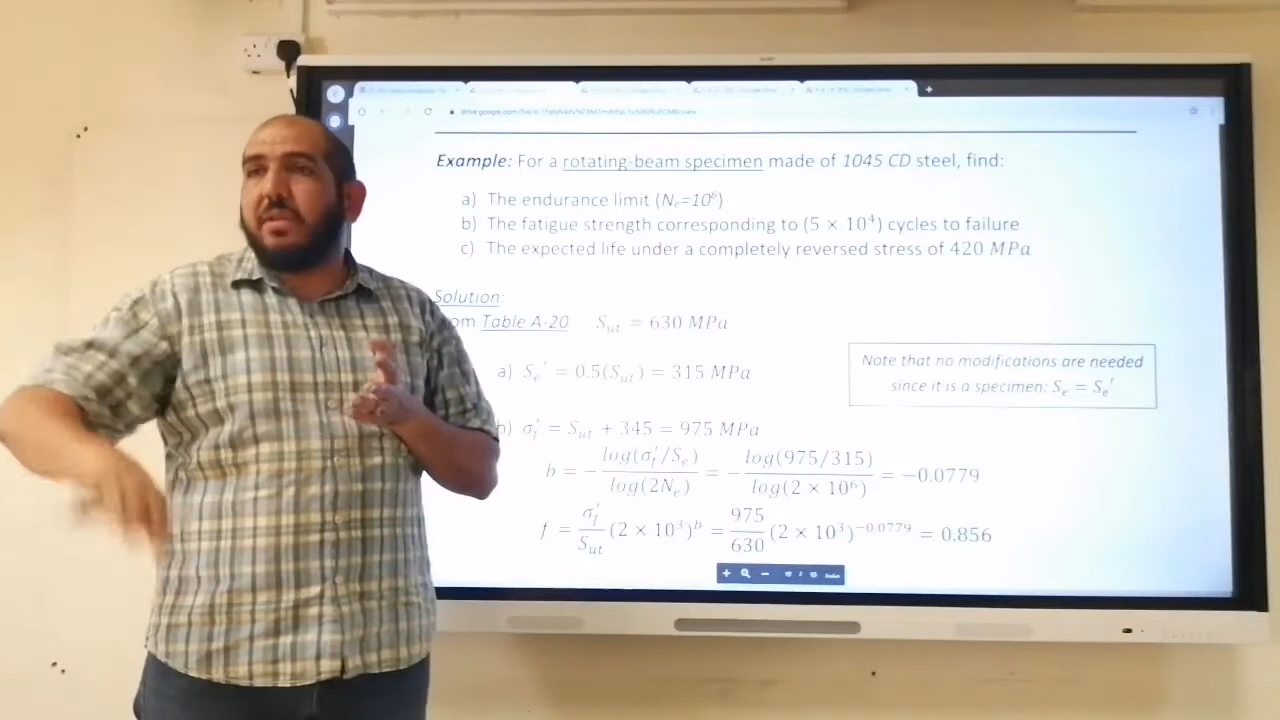 Example: For a rotating-beam specimen made of 1045 CD steel, find:
a) The endurance limit (Nₑ=10⁶)
b) The fatigue strength corresponding to (5 × 10⁴) cycles to failure
c) The expected life under a completely reversed stress of 420 MPa
Solution:
om Table A-20 Sᵤₜ = 630 MPa
a) Sₑ′ = 0.5(Sᵤₜ) = 315 MPa
Note that no modifications are needed
since it is a specimen: Sₑ = Sₑ′
b) σ_f′ = Sᵤₜ + 345 = 975 MPa
b = − log(σ_f′/Sₑ) / log(2Nₑ) = − log(975/315) / log(2 × 10⁶) = −0.0779
f = σ_f′ / Sᵤₜ (2 × 10³)ᵇ = 975 / 630 (2 × 10³)⁻⁰·⁰⁷⁷⁹ = 0.856